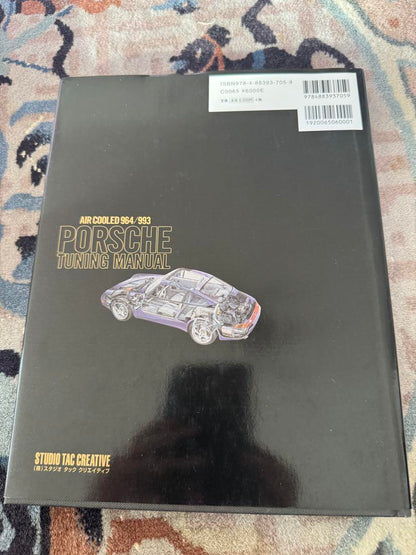 ISBN978-4-88393-705-9
C0065 ¥6000E
9784883937059
1920065060001
AIR COOLED 964/993
PORSCHE
TUNING MANUAL
STUDIO TAC CREATIVE
(株)スタジオ タック クリエイティブ